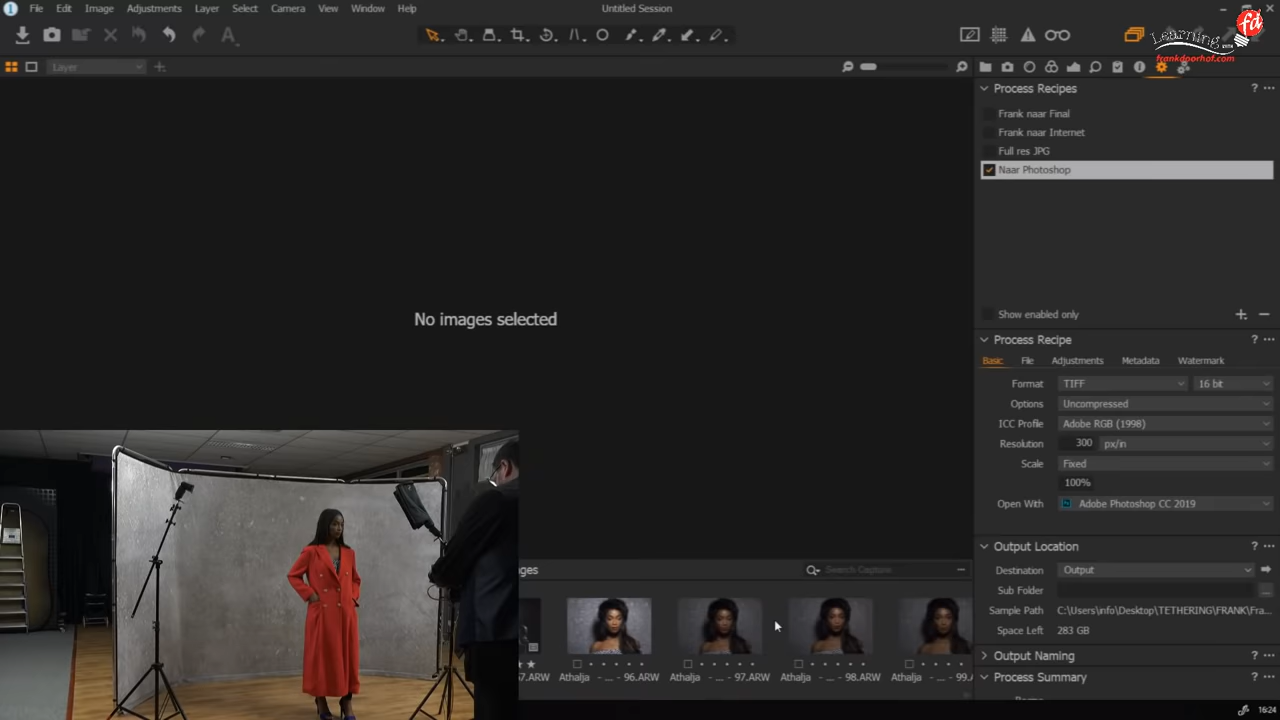 File Edit Image Adjustments Layer Select Camera View Window Help Untitled Session
Learning
frankdoorhof.com
Layer
Process Recipes ? ...
Frank naar Final
Frank naar Internet
Full res JPG
Naar Photoshop
No images selected
Show enabled only + −
Process Recipe ? ...
Basic File Adjustments Metadata Watermark
Format TIFF 16 bit
Options Uncompressed
ICC Profile Adobe RGB (1998)
Resolution 300 px/in
Scale Fixed
100%
Open With Adobe Photoshop CC 2019
Output Location ? ...
Destination Output
Sub Folder ...
Sample Path C:\Users\info\Desktop\TETHERING\FRANK\Fra...
Space Left 283 GB
Output Naming ? ...
Process Summary ? ...
ges Search Capture
7.ARW Athalja - ... - 96.ARW Athalja - ... - 97.ARW Athalja - ... - 98.ARW Athalja - ... - 99.
16:24